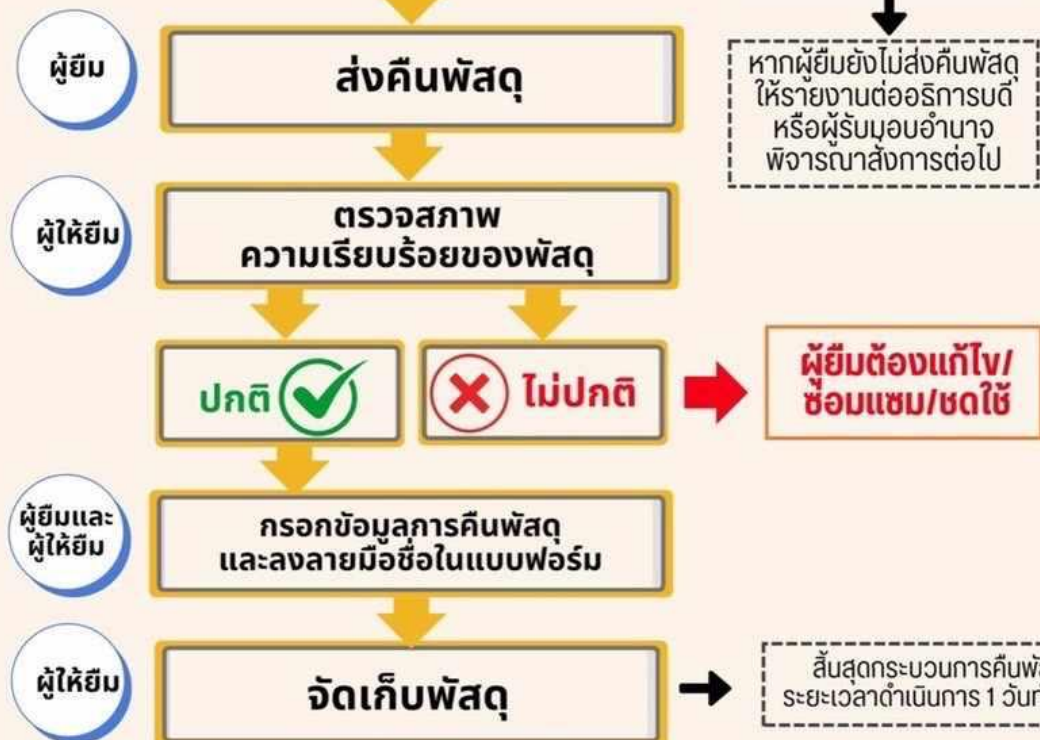 ผู้ยืม
ส่งคืนพัสดุ
หากผู้ยืมยังไม่ส่งคืนพัสดุ
ให้รายงานต่ออธิการบดี
หรือผู้รับมอบอำนาจ
พิจารณาสั่งการต่อไป
ผู้ให้ยืม
ตรวจสภาพ
ความเรียบร้อยของพัสดุ
ปกติ
ไม่ปกติ
ผู้ยืมต้องแก้ไข/
ซ่อมแซม/ชดใช้
ผู้ยืมและ
ผู้ให้ยืม
กรอกข้อมูลการคืนพัสดุ
และลงลายมือชื่อในแบบฟอร์ม
ผู้ให้ยืม
จัดเก็บพัสดุ
สิ้นสุดกระบวนการคืน
ระยะเวลาดำเนินการ 1